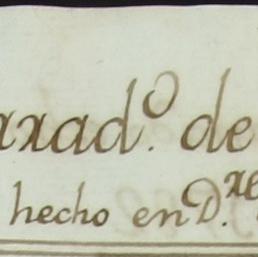 axad.º de
hecho en D.re